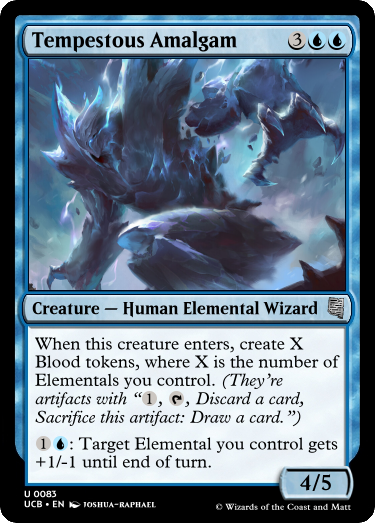 Tempestous Amalgam 3
Creature — Human Elemental Wizard
When this creature enters, create X
Blood tokens, where X is the number of
Elementals you control. (They're
artifacts with “1, , Discard a card,
Sacrifice this artifact: Draw a card.”)
1 : Target Elemental you control gets
+1/-1 until end of turn.
4/5
U 0083
UCB • EN JOSHUA-RAPHAEL © Wizards of the Coast and Matt